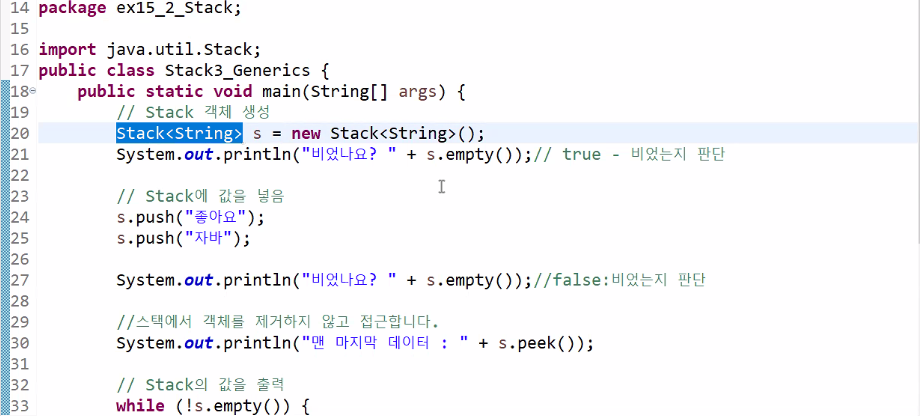 14 package ex15_2_Stack;
15
16 import java.util.Stack;
17 public class Stack3_Generics {
18 public static void main(String[] args) {
19 // Stack 객체 생성
20 Stack<String> s = new Stack<String>();
21 System.out.println("비었나요? " + s.empty());// true - 비었는지 판단
22
23 // Stack에 값을 넣음
24 s.push("좋아요");
25 s.push("자바");
26
27 System.out.println("비었나요? " + s.empty());//false:비었는지 판단
28
29 //스택에서 객체를 제거하지 않고 접근합니다.
30 System.out.println("맨 마지막 데이터 : " + s.peek());
31
32 // Stack의 값을 출력
33 while (!s.empty()) {